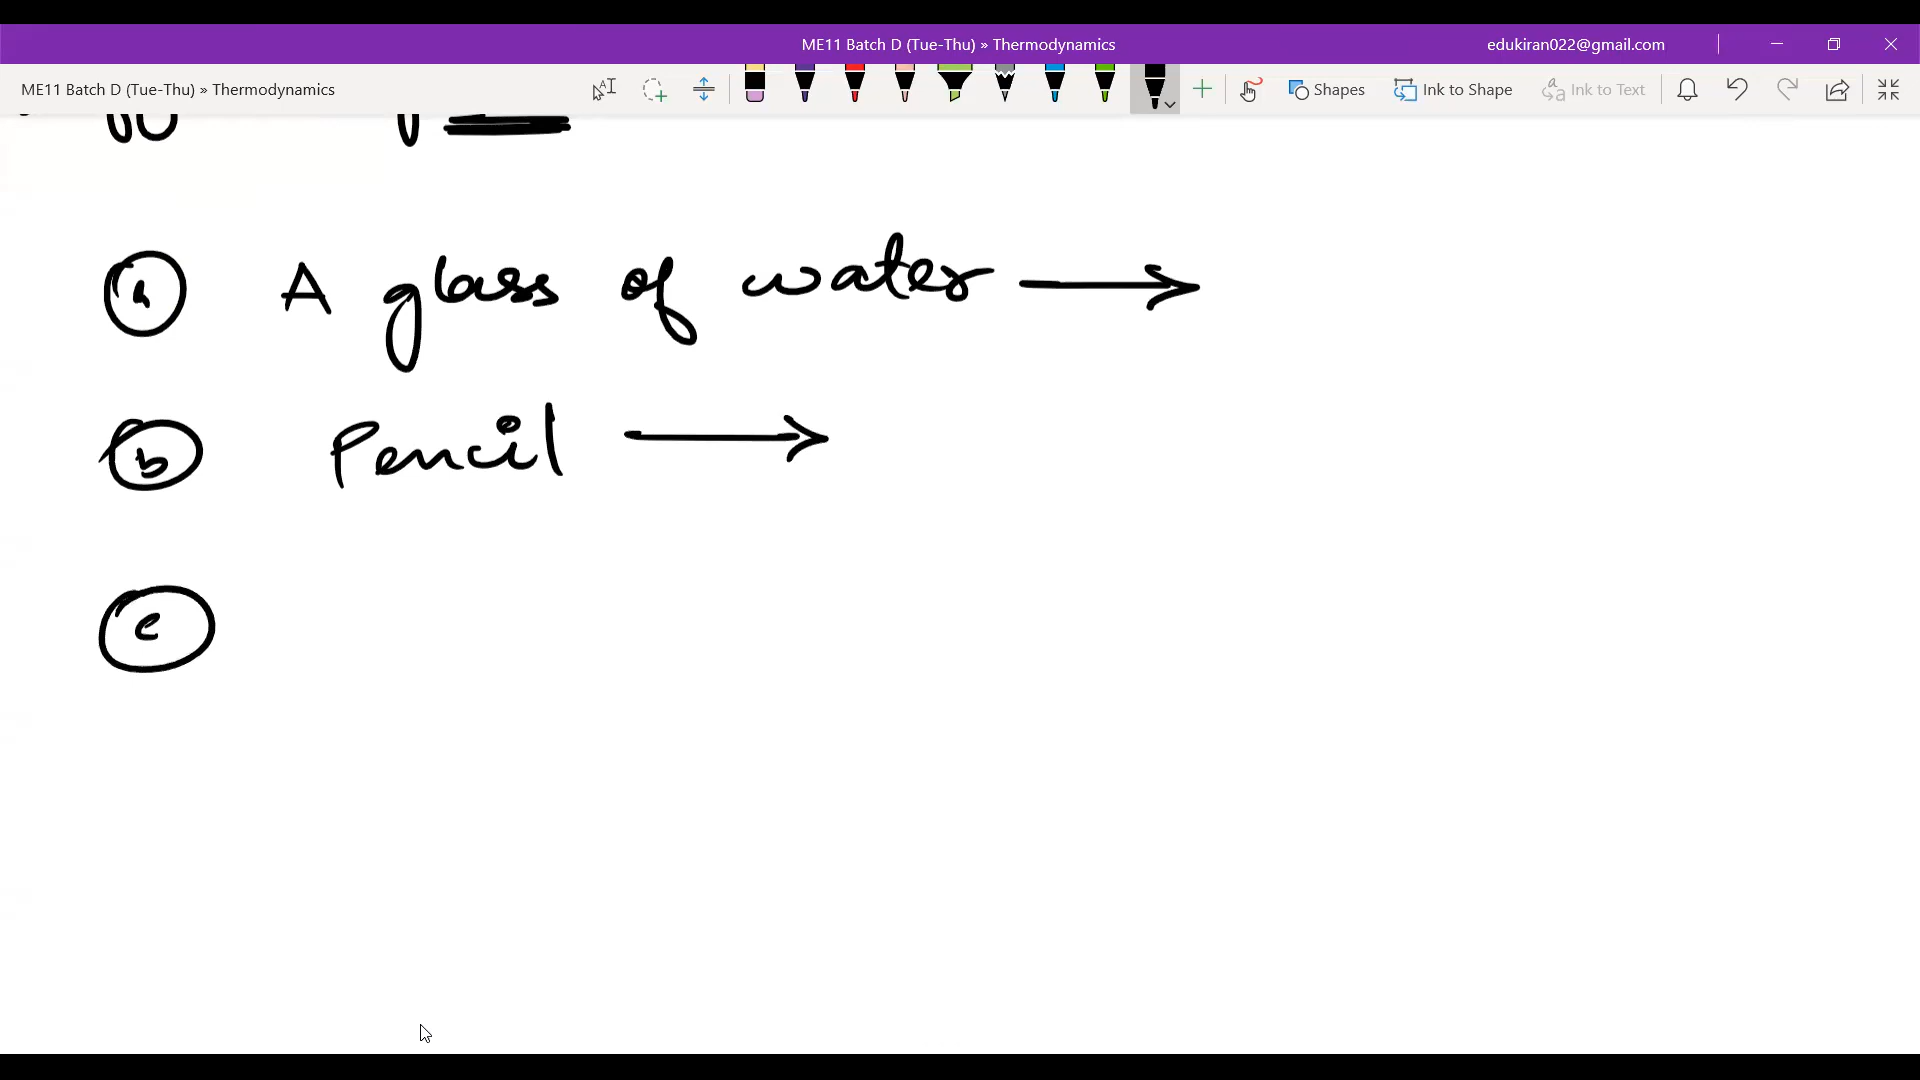 ME11 Batch D (Tue-Thu) » Thermodynamics edukiran022@gmail.com
ME11 Batch D (Tue-Thu) » Thermodynamics Shapes Ink to Shape Ink to Text
a A glass of water
b Pencil
c